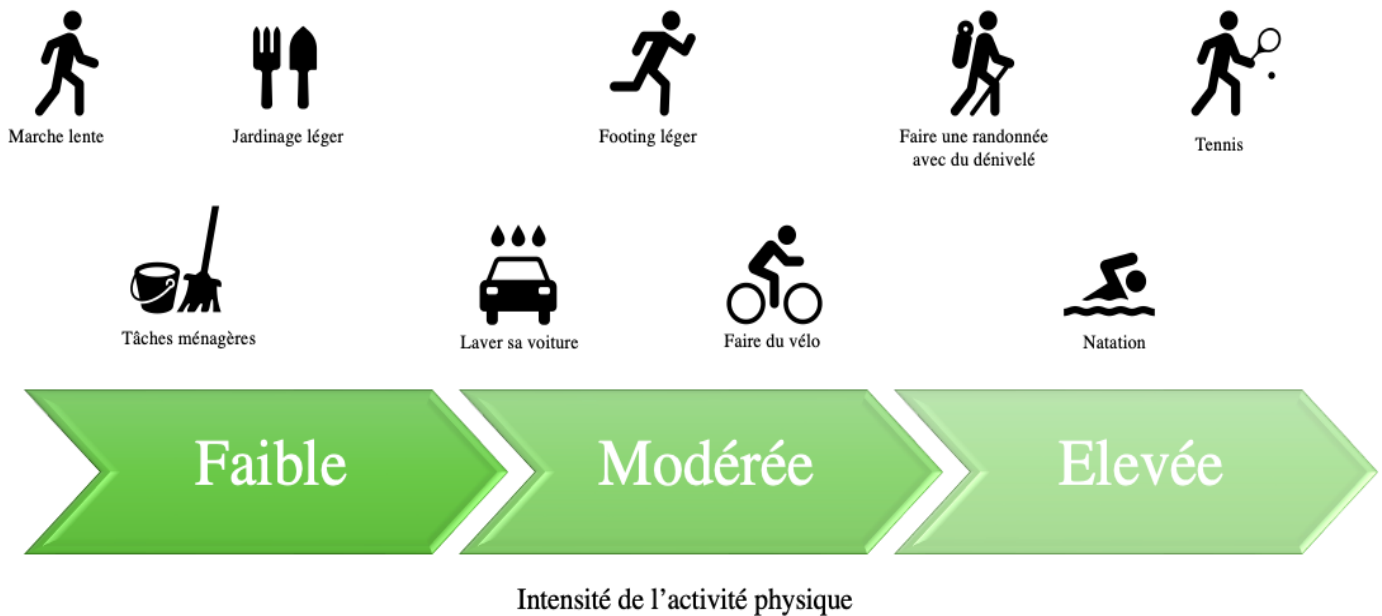 Marche lente
Jardinage léger
Footing léger
Faire une randonnée
avec du dénivelé
Tennis
Tâches ménagères
Laver sa voiture
Faire du vélo
Natation
Faible
Modérée
Elevée
Intensité de l’activité physique